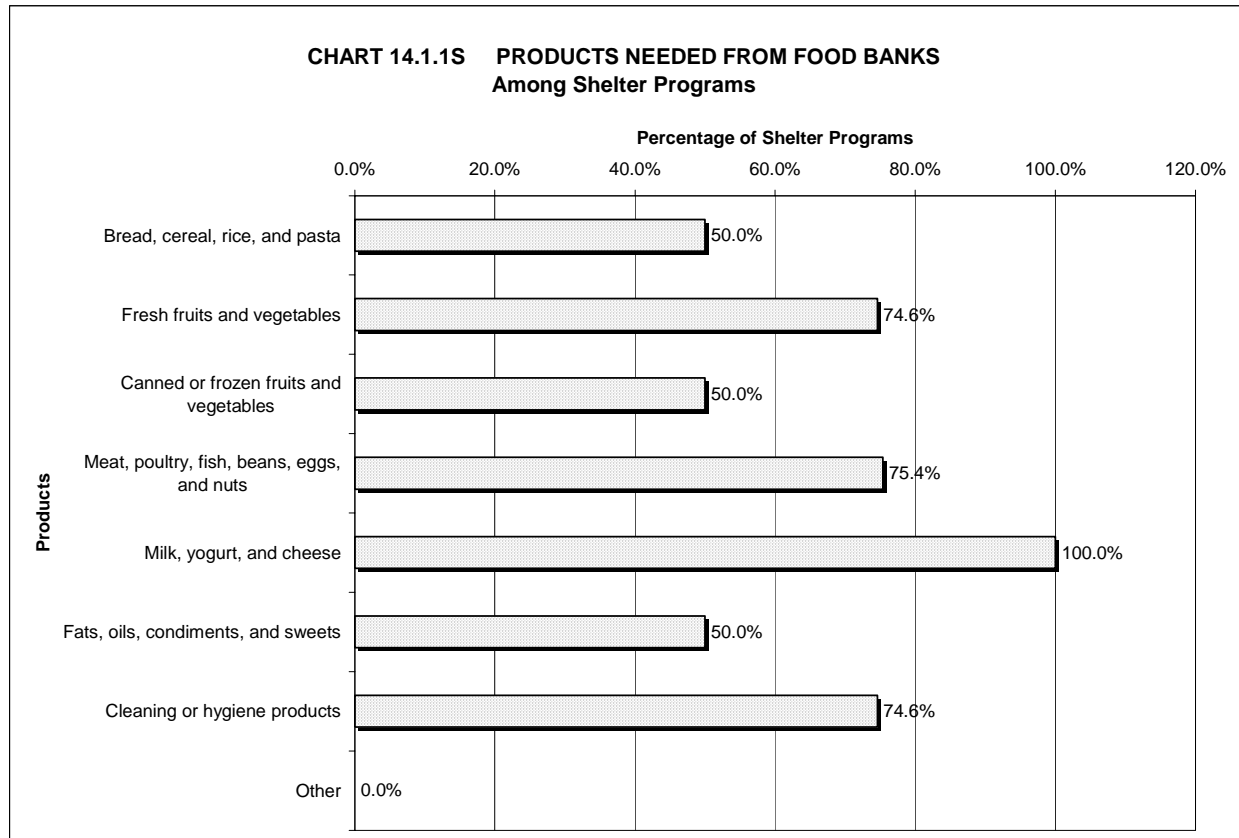 CHART 14.1.1S PRODUCTS NEEDED FROM FOOD BANKS
Among Shelter Programs
Percentage of Shelter Programs
0.0% 20.0% 40.0% 60.0% 80.0% 100.0% 120.0%
Products
Bread, cereal, rice, and pasta 50.0%
Fresh fruits and vegetables 74.6%
Canned or frozen fruits and
vegetables 50.0%
Meat, poultry, fish, beans, eggs,
and nuts 75.4%
Milk, yogurt, and cheese 100.0%
Fats, oils, condiments, and sweets 50.0%
Cleaning or hygiene products 74.6%
Other 0.0%